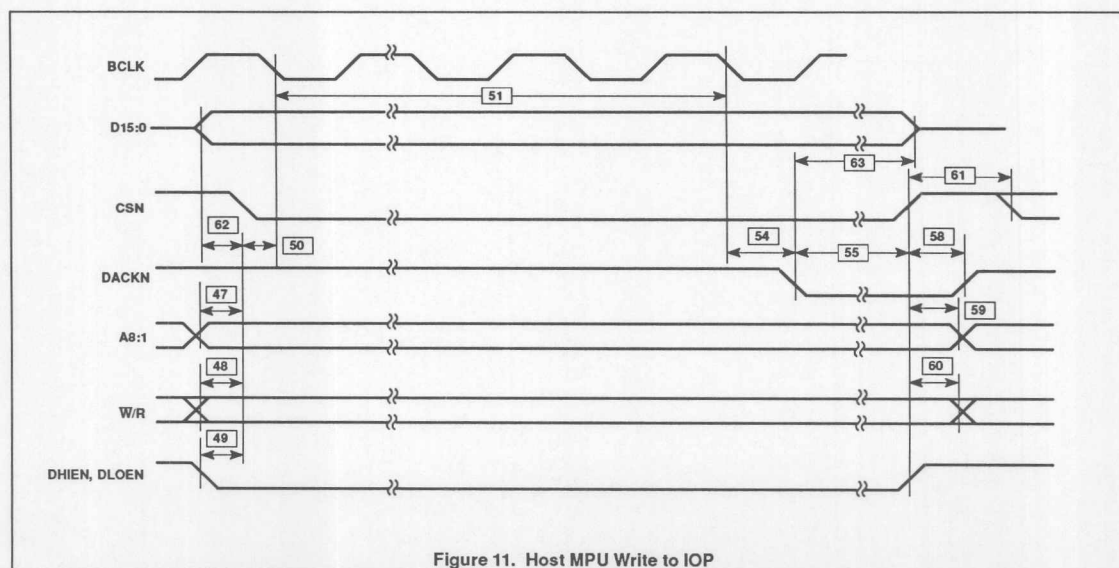 BCLK
51
D15:0
63
61
CSN
62
50
54
55
58
DACKN
47
59
A8:1
48
60
W̅/R
49
DHIEN, DLOEN
Figure 11. Host MPU Write to IOP